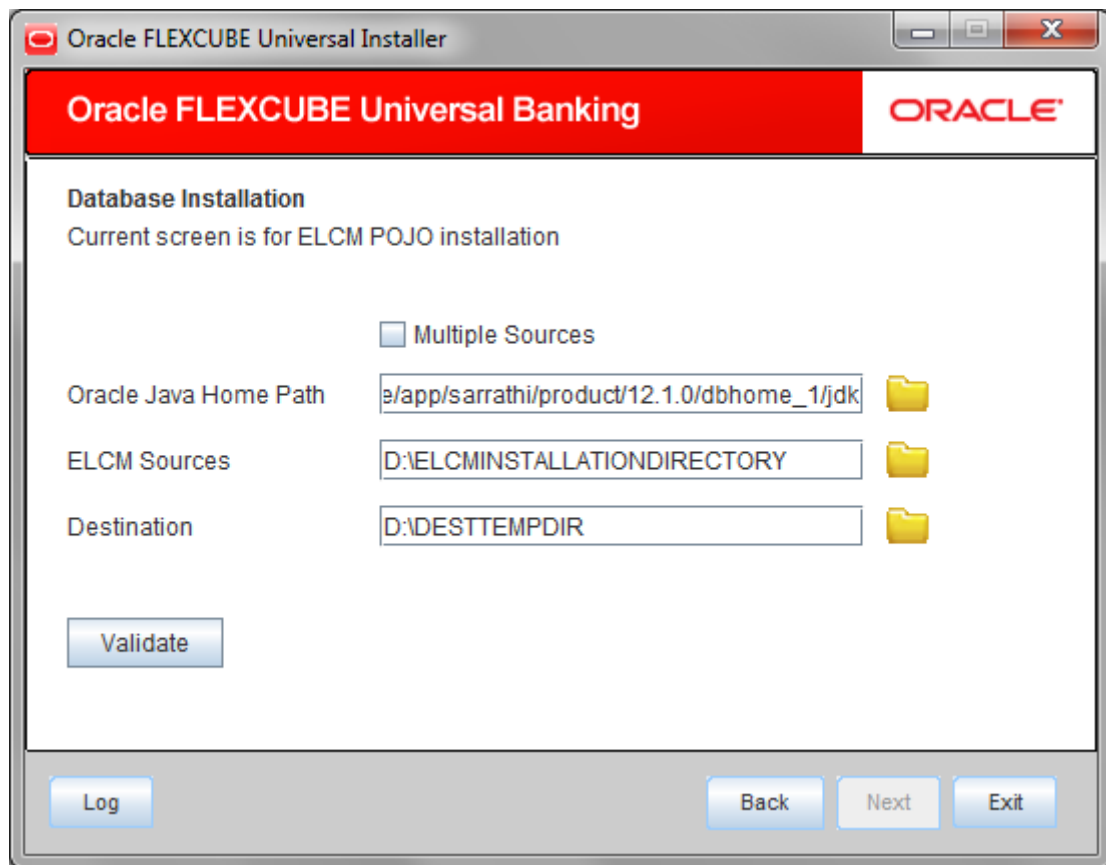 Oracle FLEXCUBE Universal Installer
Oracle FLEXCUBE Universal Banking
ORACLE
Database Installation
Current screen is for ELCM POJO installation
Multiple Sources
Oracle Java Home Path e/app/sarrathi/product/12.1.0/dbhome_1/jdk
ELCM Sources D:\ELCMINSTALLATIONDIRECTORY
Destination D:\DESTTEMPDIR
Validate
Log Back Next Exit